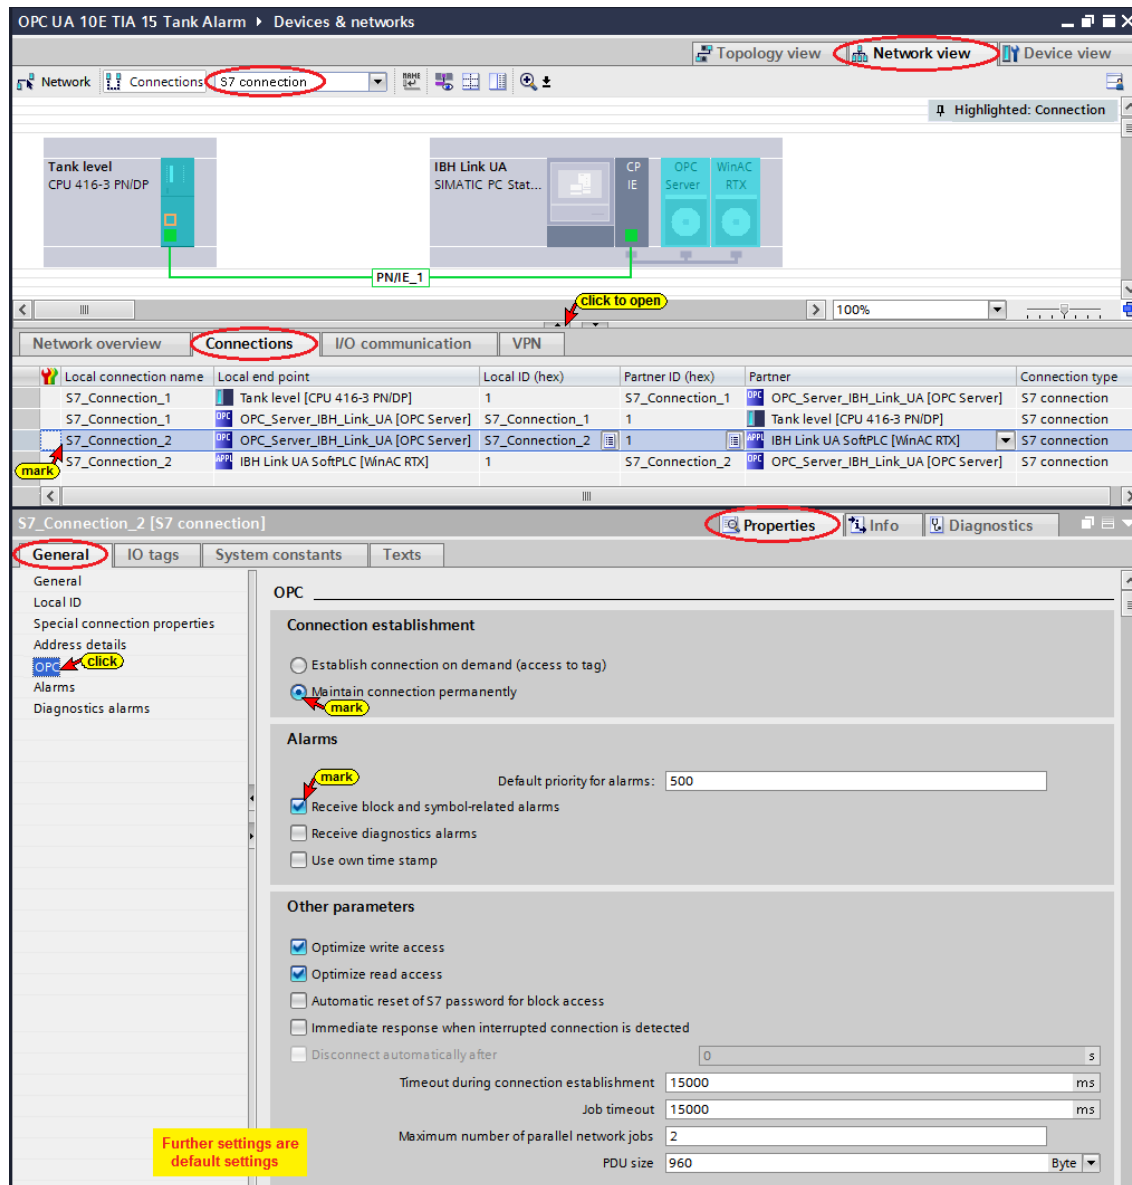 OPC UA 10E TIA 15 Tank Alarm ▸ Devices & networks
Topology view Network view Device view
Network Connections S7 connection
Highlighted: Connection
Tank level
CPU 416-3 PN/DP
IBH Link UA
SIMATIC PC Stat...
CP
IE
OPC
Server
WinAC
RTX
PN/IE_1
click to open
100%
Network overview Connections I/O communication VPN
Local connection name Local end point Local ID (hex) Partner ID (hex) Partner Connection type
S7_Connection_1 Tank level [CPU 416-3 PN/DP] 1 S7_Connection_1 OPC OPC_Server_IBH_Link_UA [OPC Server] S7 connection
S7_Connection_1 OPC OPC_Server_IBH_Link_UA [OPC Server] S7_Connection_1 1 Tank level [CPU 416-3 PN/DP] S7 connection
S7_Connection_2 OPC OPC_Server_IBH_Link_UA [OPC Server] S7_Connection_2 1 APPL IBH Link UA SoftPLC [WinAC RTX] S7 connection
S7_Connection_2 APPL IBH Link UA SoftPLC [WinAC RTX] 1 S7_Connection_2 OPC OPC_Server_IBH_Link_UA [OPC Server] S7 connection
mark
S7_Connection_2 [S7 connection] Properties Info Diagnostics
General IO tags System constants Texts
General
Local ID
Special connection properties
Address details
OPC
click
Alarms
Diagnostics alarms
OPC
Connection establishment
Establish connection on demand (access to tag)
Maintain connection permanently
mark
Alarms
mark
Default priority for alarms: 500
Receive block and symbol-related alarms
Receive diagnostics alarms
Use own time stamp
Other parameters
Optimize write access
Optimize read access
Automatic reset of S7 password for block access
Immediate response when interrupted connection is detected
Disconnect automatically after 0 s
Timeout during connection establishment 15000 ms
Job timeout 15000 ms
Maximum number of parallel network jobs 2
PDU size 960 Byte
Further settings are
default settings